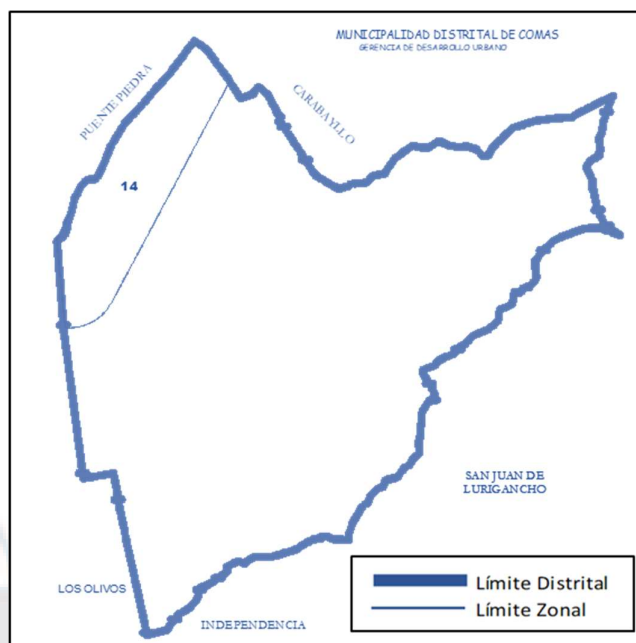 MUNICIPALIDAD DISTRITAL DE COMAS
GERENCIA DE DESARROLLO URBANO
PUENTE PIEDRA
CARABAYLLO
14
SAN JUAN DE
LURIGANCHO
LOS OLIVOS
INDEPENDENCIA
Límite Distrital
Límite Zonal